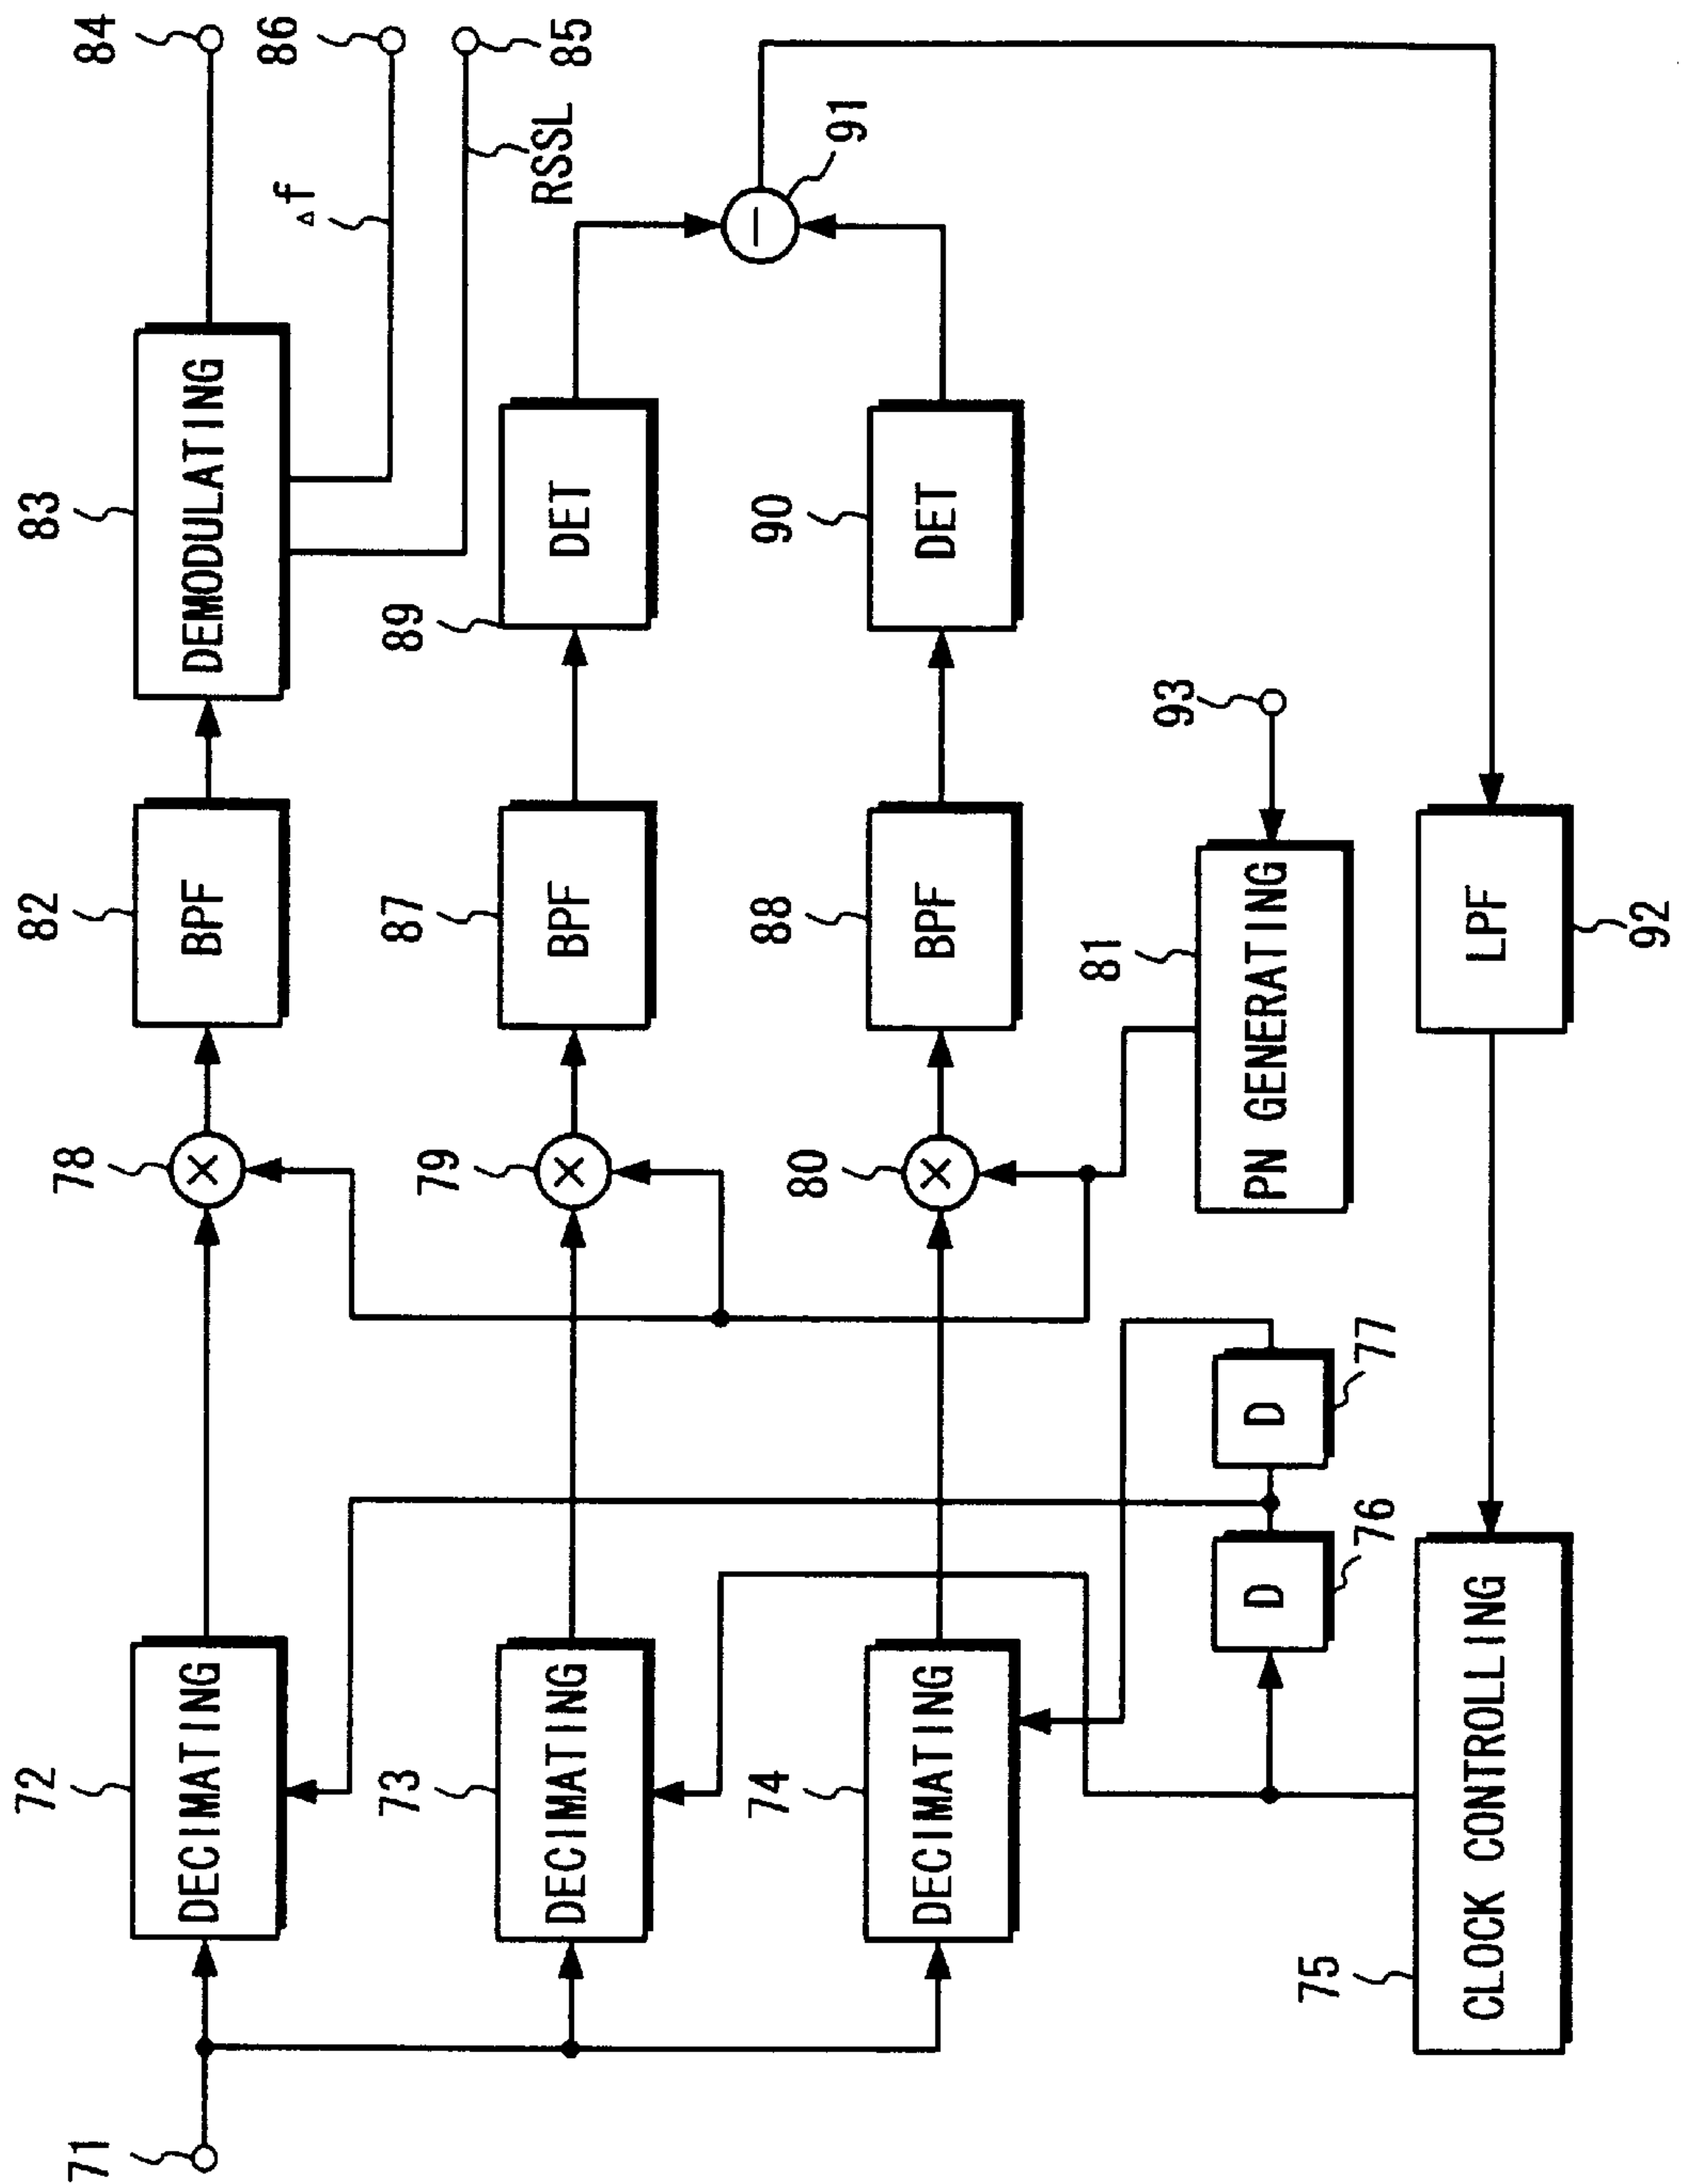 84
86
85
83
Δf
RSSL
DEMODULATING
82
BPF
78
×
72
DECIMATING
71
91
−
89
DET
87
BPF
79
×
73
DECIMATING
90
DET
88
BPF
80
×
74
DECIMATING
93
81
PN GENERATING
77
D
76
D
92
LPF
75
CLOCK CONTROLLING